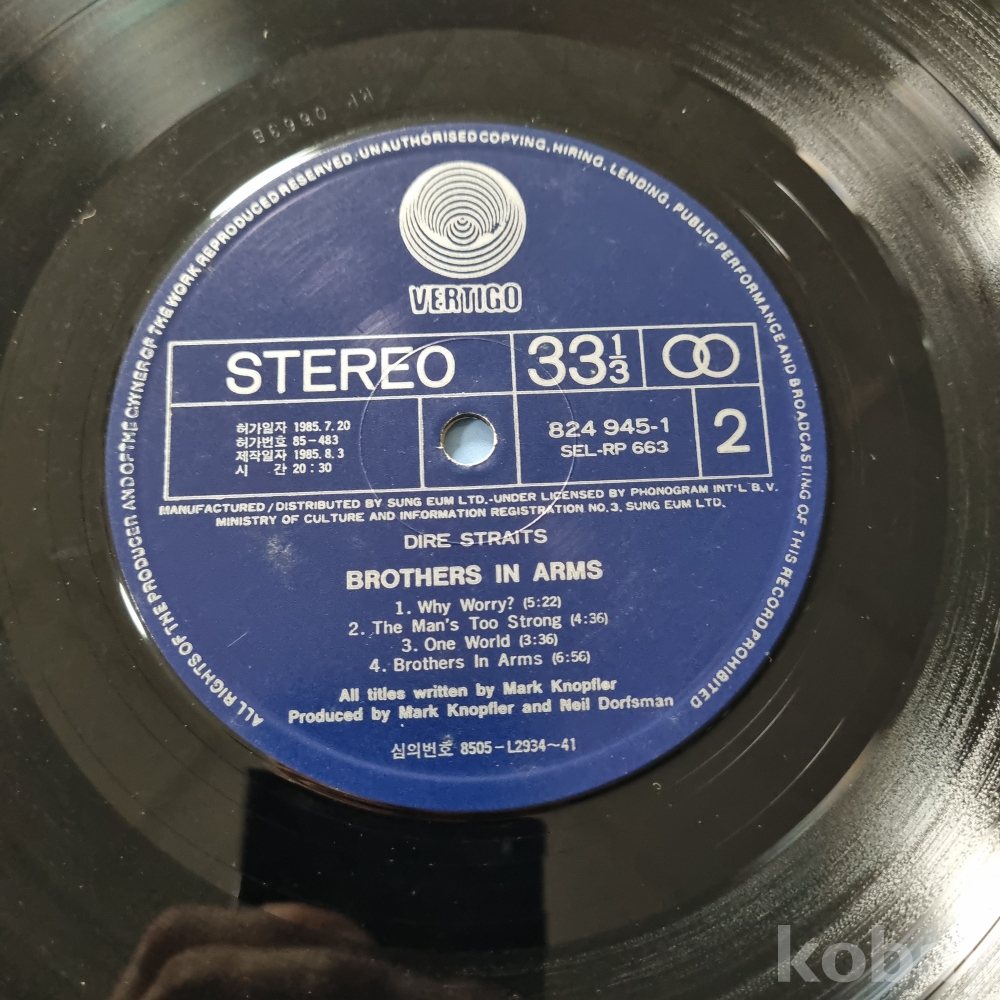 RP 0663B
ALL RIGHTS OF THE PRODUCER AND OF THE OWNER OF THE WORK REPRODUCED RESERVED. UNAUTHORISED COPYING, HIRING, LENDING, PUBLIC PERFORMANCE AND BROADCASTING OF THIS RECORD PROHIBITED
VERTIGO
STEREO
33 1/3
허가일자 1985.7.20
허가번호 85-483
제작일자 1985.8.3
시 간 20:30
824 945-1
SEL-RP 663
2
MANUFACTURED/DISTRIBUTED BY SUNG EUM LTD.-UNDER LICENSED BY PHONOGRAM INT'L B.V.
MINISTRY OF CULTURE AND INFORMATION REGISTRATION NO.3, SUNG EUM LTD.
DIRE STRAITS
BROTHERS IN ARMS
1. Why Worry? (5:22)
2. The Man's Too Strong (4:36)
3. One World (3:36)
4. Brothers In Arms (6:56)
All titles written by Mark Knopfler
Produced by Mark Knopfler and Neil Dorfsman
심의번호 8505-L2934~41